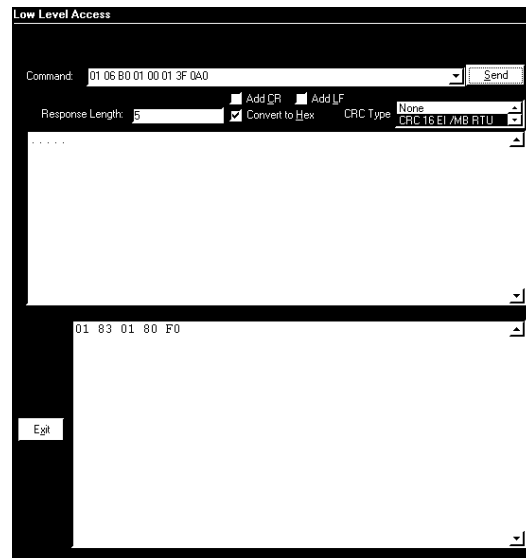 Low Level Access
Command: 01 06 B0 01 00 01 3F 0A0 Send
Add CR Add LF
Response Length: 5 Convert to Hex CRC Type None
CRC 16 EI /MB RTU
. . . . .
01 83 01 80 F0
Exit